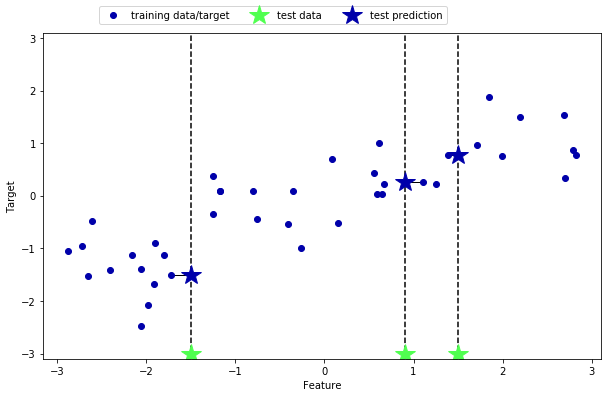 training data/target test data test prediction
3
2
1
0
−1
−2
−3
Target
−3 −2 −1 0 1 2 3
Feature